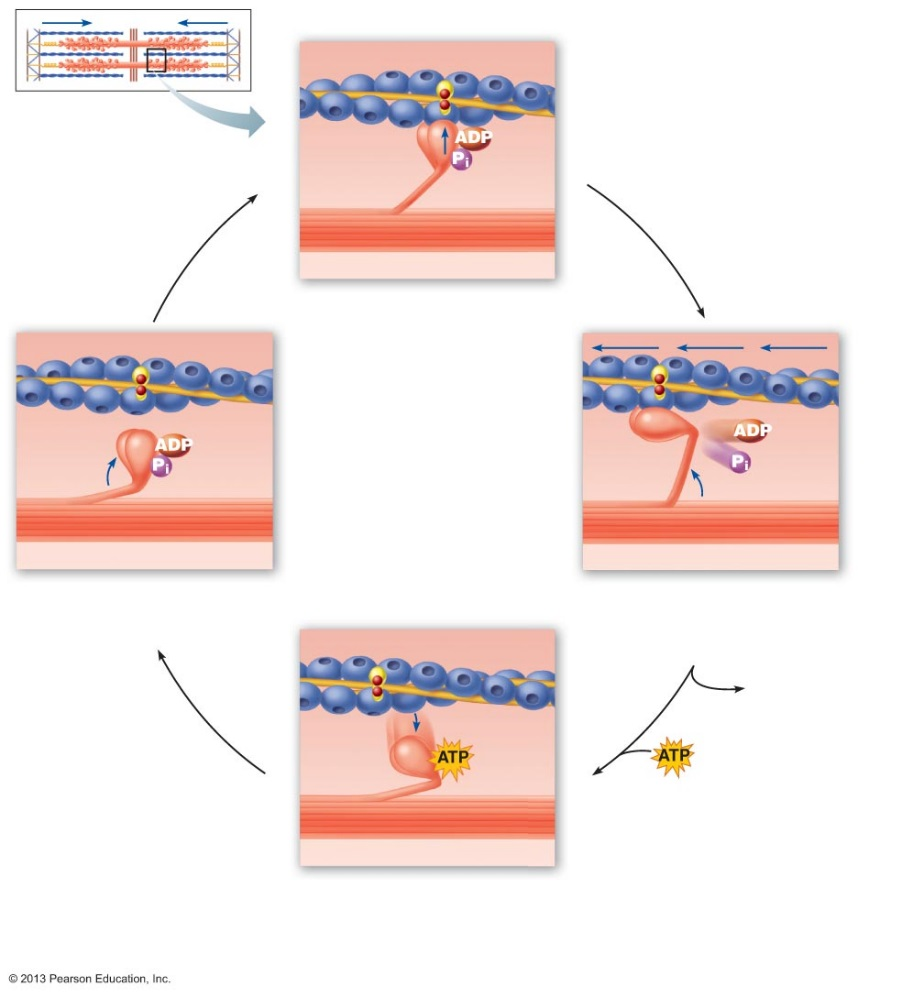 ADP
Pi
ADP
Pi
ADP
Pi
ATP
ATP
© 2013 Pearson Education, Inc.